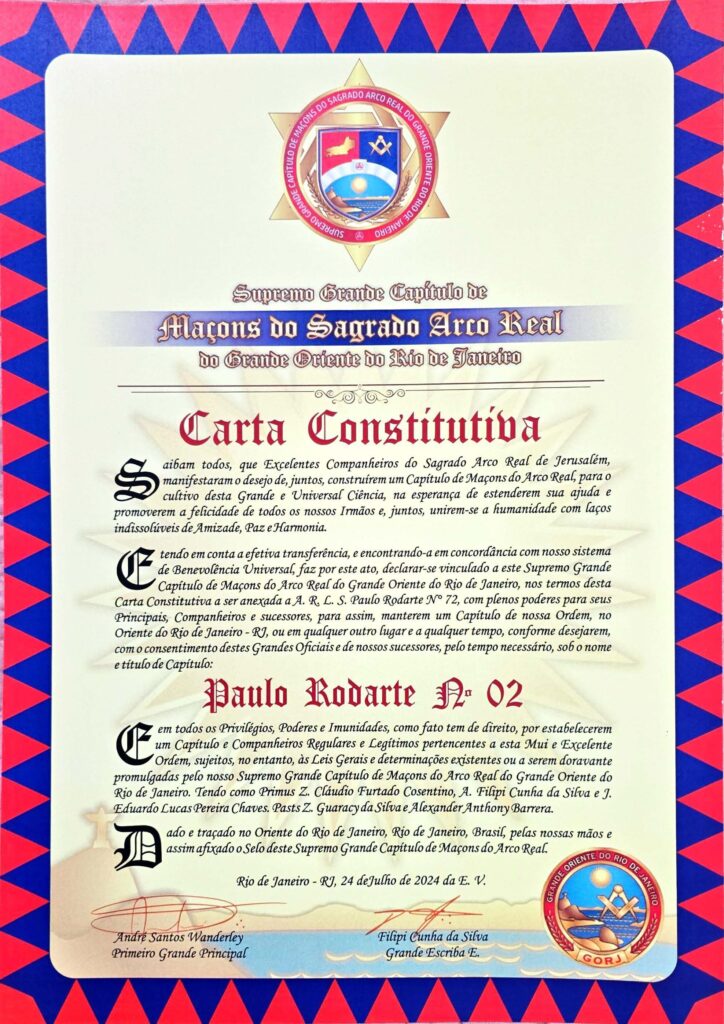 SUPREMO GRANDE CAPÍTULO DE MAÇONS DO SAGRADO ARCO REAL DO GRANDE ORIENTE DO RIO DE JANEIRO
Supremo Grande Capítulo de
Maçons do Sagrado Arco Real
do Grande Oriente do Rio de Janeiro
Carta Constitutiva
Saibam todos, que Excelentes Companheiros do Sagrado Arco Real de Jerusalém,
manifestaram o desejo de, juntos, construírem um Capítulo de Maçons do Arco Real, para o
cultivo desta Grande e Universal Ciência, na esperança de estenderem sua ajuda e
promoverem a felicidade de todos os nossos Irmãos e, juntos, unirem-se a humanidade com laços
indissolúveis de Amizade, Paz e Harmonia.
E tendo em conta a efetiva transferência, e encontrando-a em concordância com nosso sistema
de Benevolência Universal, faz por este ato, declarar-se vinculado a este Supremo Grande
Capítulo de Maçons do Arco Real do Grande Oriente do Rio de Janeiro, nos termos desta
Carta Constitutiva a ser anexada a A. R. L. S. Paulo Rodarte Nº 72, com plenos poderes para seus
Principais, Companheiros e sucessores, para assim, manterem um Capítulo de nossa Ordem, no
Oriente do Rio de Janeiro - RJ, ou em qualquer outro lugar e a qualquer tempo, conforme desejarem,
com o consentimento destes Grandes Oficiais e de nossos sucessores, pelo tempo necessário, sob o nome
e título de Capítulo:
Paulo Rodarte Nº 02
E em todos os Privilégios, Poderes e Imunidades, como fato tem de direito, por estabelecerem
um Capítulo e Companheiros Regulares e Legítimos pertencentes a esta Mui e Excelente
Ordem, sujeitos, no entanto, às Leis Gerais e determinações existentes ou a serem doravante
promulgadas pelo nosso Supremo Grande Capítulo de Maçons do Arco Real do Grande Oriente do
Rio de Janeiro. Tendo como Primus Z. Cláudio Furtado Cosentino, A. Filipi Cunha da Silva e J.
Eduardo Lucas Pereira Chaves. Pasts Z. Guaracy da Silva e Alexander Anthony Barrera.
Dado e traçado no Oriente do Rio de Janeiro, Rio de Janeiro, Brasil, pelas nossas mãos e
assim afixado o Selo deste Supremo Grande Capítulo de Maçons do Arco Real.
Rio de Janeiro - RJ, 24 de Julho de 2024 da E. V.
André Santos Wanderley
Primeiro Grande Principal
Filipi Cunha da Silva
Grande Escriba E.
GRANDE ORIENTE DO RIO DE JANEIRO
GORJ